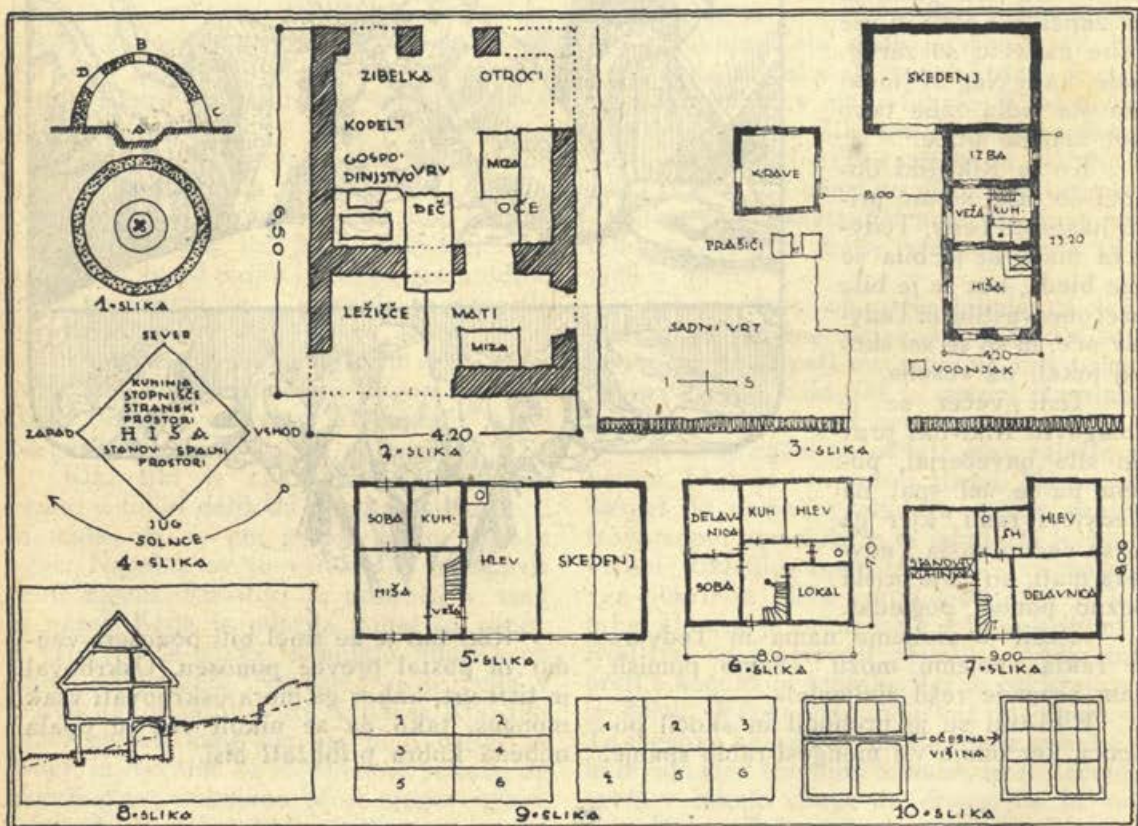 B
D
C
A
1•SLIKA
ZIBELKA
OTROCI
KODELJ
GOSPO-
DINJSTVO
VRV
PEČ
MIZA
OČE
LEŽIŠČE
MATI
MIZA
6.50
4.20
2•SLIKA
SKEDENJ
KRAVE
8.00
IZBA
VEŽA
KUH.
PRAŠIČI
13.20
HIŠA
SADNI VRT
4.20
VODNJAK
3•SLIKA
SEVER
KUHINJA
STOPNIŠČE
STRANSKI
PROSTORI
ZAPAD
HIŠA
VSHOD
STANOV.
SPALNI
PROSTORI
JUG
SOLNCE
4•SLIKA
SOBA
KUH.
HLEV
SKEDENJ
HIŠA
VEŽA
5•SLIKA
DELAV-
NICA
KUH
HLEV
SOBA
LOKAL
7.0
8.0
6•SLIKA
HLEV
SH.
STANOV.
KUHINJA
DELAVNICA
8.00
9.00
7•SLIKA
8•SLIKA
1 2
3 4
5 6
1 2 3
4 5 6
9•SLIKA
OČESNA
VIŠINA
10•SLIKA